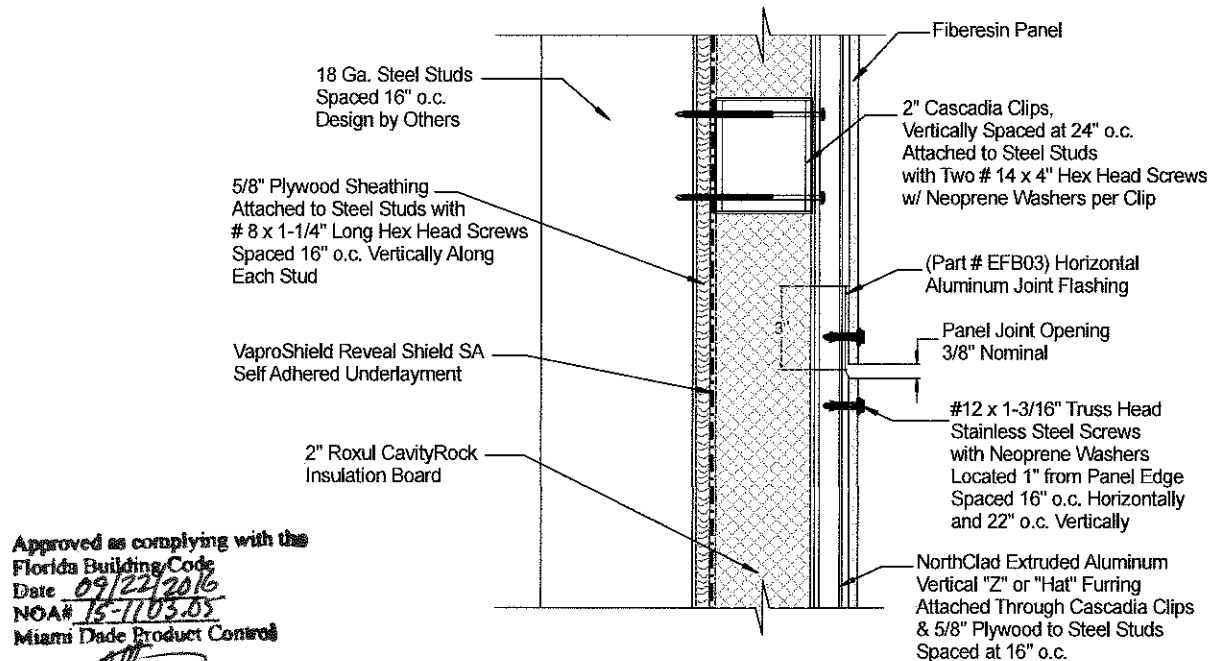 18 Ga. Steel Studs
Spaced 16" o.c.
Design by Others
5/8" Plywood Sheathing
Attached to Steel Studs with
# 8 x 1-1/4" Long Hex Head Screws
Spaced 16" o.c. Vertically Along
Each Stud
VaproShield Reveal Shield SA
Self Adhered Underlayment
2" Roxul CavityRock
Insulation Board
Fiberesin Panel
2" Cascadia Clips,
Vertically Spaced at 24" o.c.
Attached to Steel Studs
with Two # 14 x 4" Hex Head Screws
w/ Neoprene Washers per Clip
(Part # EFB03) Horizontal
Aluminum Joint Flashing
3"
Panel Joint Opening
3/8" Nominal
#12 x 1-3/16" Truss Head
Stainless Steel Screws
with Neoprene Washers
Located 1" from Panel Edge
Spaced 16" o.c. Horizontally
and 22" o.c. Vertically
NorthClad Extruded Aluminum
Vertical "Z" or "Hat" Furring
Attached Through Cascadia Clips
& 5/8" Plywood to Steel Studs
Spaced at 16" o.c.
Approved as complying with the
Florida Building Code
Date 09/22/2016
NOA# 15-1103.05
Miami Dade Product Control